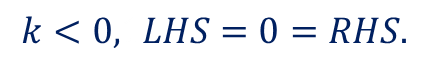 k < 0, LHS = 0 = RHS.